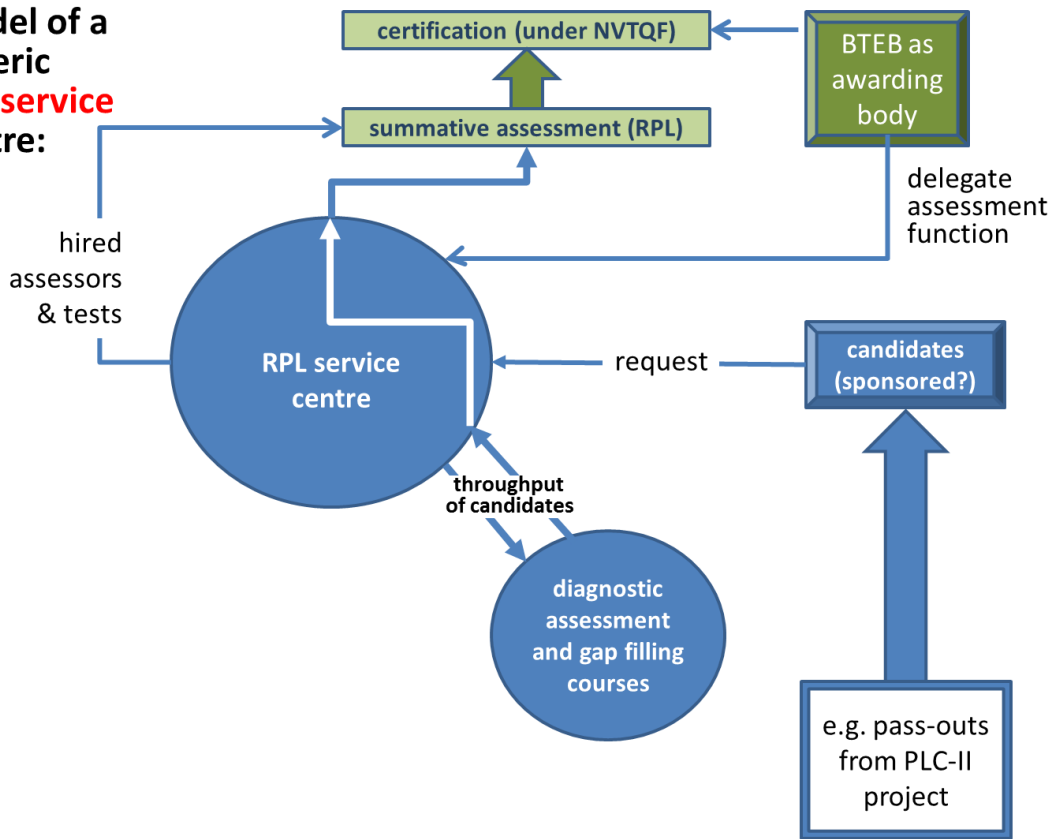 del of a
eric
service
tre:
certification (under NVTQF)
BTEB as
awarding
body
summative assessment (RPL)
delegate
assessment
function
hired
assessors
& tests
RPL service
centre
request
candidates
(sponsored?)
throughput
of candidates
diagnostic
assessment
and gap filling
courses
e.g. pass-outs
from PLC-II
project